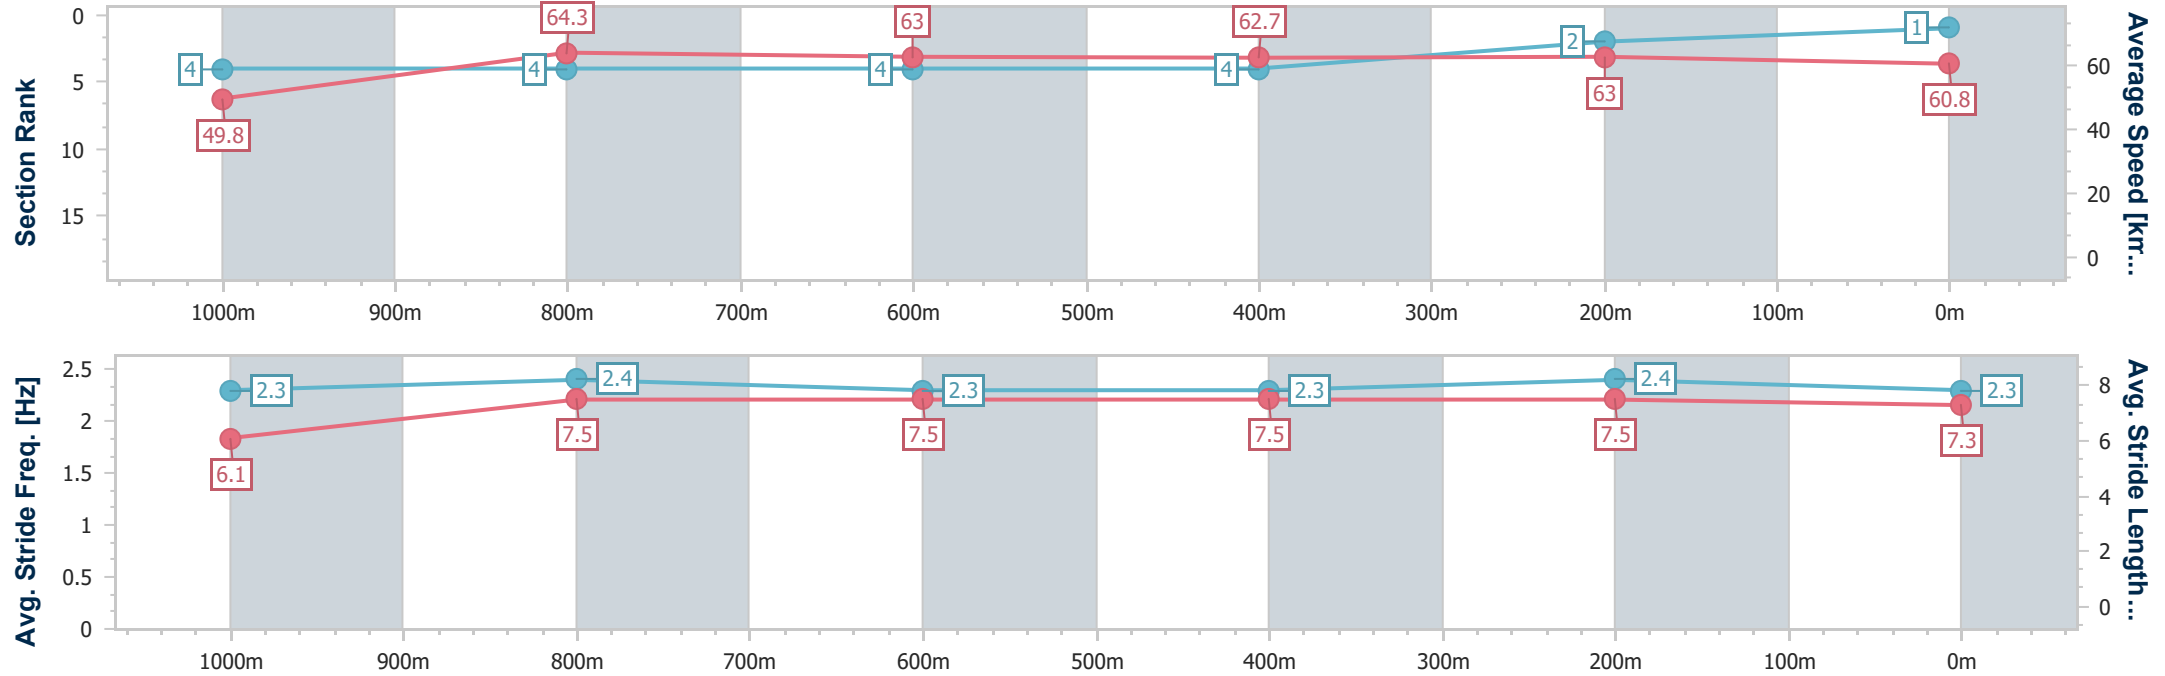 Section Rank
0
5
10
15
4
4
4
4
2
1
49.8
64.3
63
62.7
63
60.8
60
40
20
0
Average Speed [km...
1000m
900m
800m
700m
600m
500m
400m
300m
200m
100m
0m
Avg. Stride Freq. [Hz]
2.5
2
1.5
1
0.5
0
2.3
2.4
2.3
2.3
2.4
2.3
6.1
7.5
7.5
7.5
7.5
7.3
8
6
4
2
0
Avg. Stride Length...
1000m
900m
800m
700m
600m
500m
400m
300m
200m
100m
0m